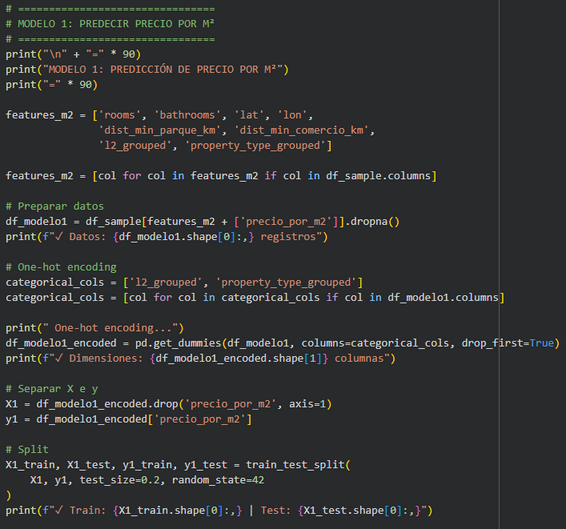 # ================================
# MODELO 1: PREDECIR PRECIO POR M²
# ================================
print("\n" + "=" * 90)
print("MODELO 1: PREDICCIÓN DE PRECIO POR M²")
print("=" * 90)

features_m2 = ['rooms', 'bathrooms', 'lat', 'lon',
               'dist_min_parque_km', 'dist_min_comercio_km',
               'l2_grouped', 'property_type_grouped']

features_m2 = [col for col in features_m2 if col in df_sample.columns]

# Preparar datos
df_modelo1 = df_sample[features_m2 + ['precio_por_m2']].dropna()
print(f"✓ Datos: {df_modelo1.shape[0]:,} registros")

# One-hot encoding
categorical_cols = ['l2_grouped', 'property_type_grouped']
categorical_cols = [col for col in categorical_cols if col in df_modelo1.columns]

print(" One-hot encoding...")
df_modelo1_encoded = pd.get_dummies(df_modelo1, columns=categorical_cols, drop_first=True)
print(f"✓ Dimensiones: {df_modelo1_encoded.shape[1]} columnas")

# Separar X e y
X1 = df_modelo1_encoded.drop('precio_por_m2', axis=1)
y1 = df_modelo1_encoded['precio_por_m2']

# Split
X1_train, X1_test, y1_train, y1_test = train_test_split(
    X1, y1, test_size=0.2, random_state=42
)
print(f"✓ Train: {X1_train.shape[0]:,} | Test: {X1_test.shape[0]:,}")